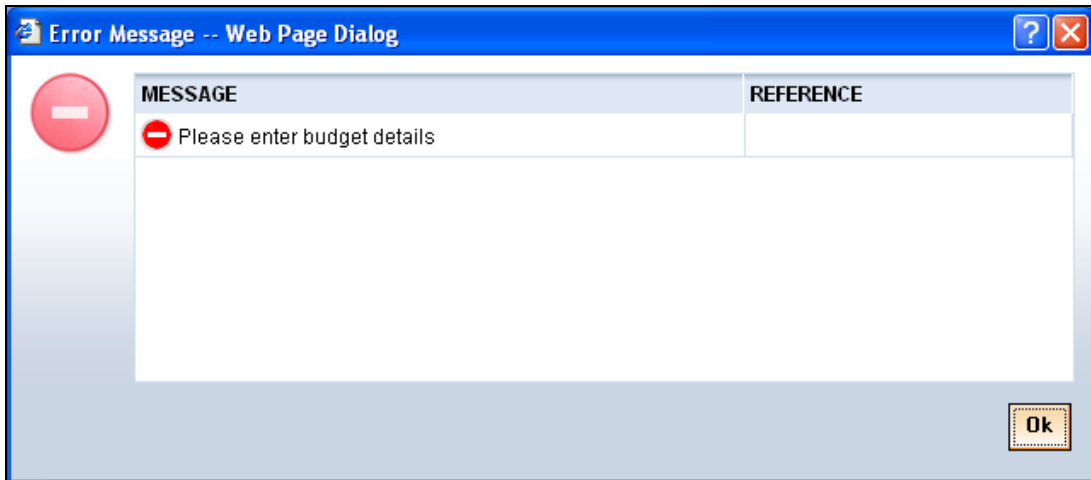 Error Message -- Web Page Dialog
?
MESSAGE REFERENCE
Please enter budget details
Ok